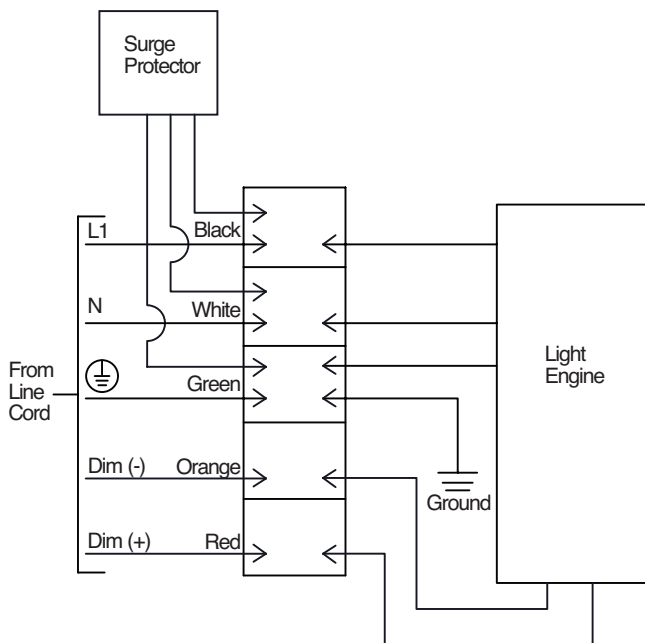 Surge
Protector
L1
Black
N
White
From
Line
Cord
Green
Light
Engine
Dim (-)
Orange
Ground
Dim (+)
Red